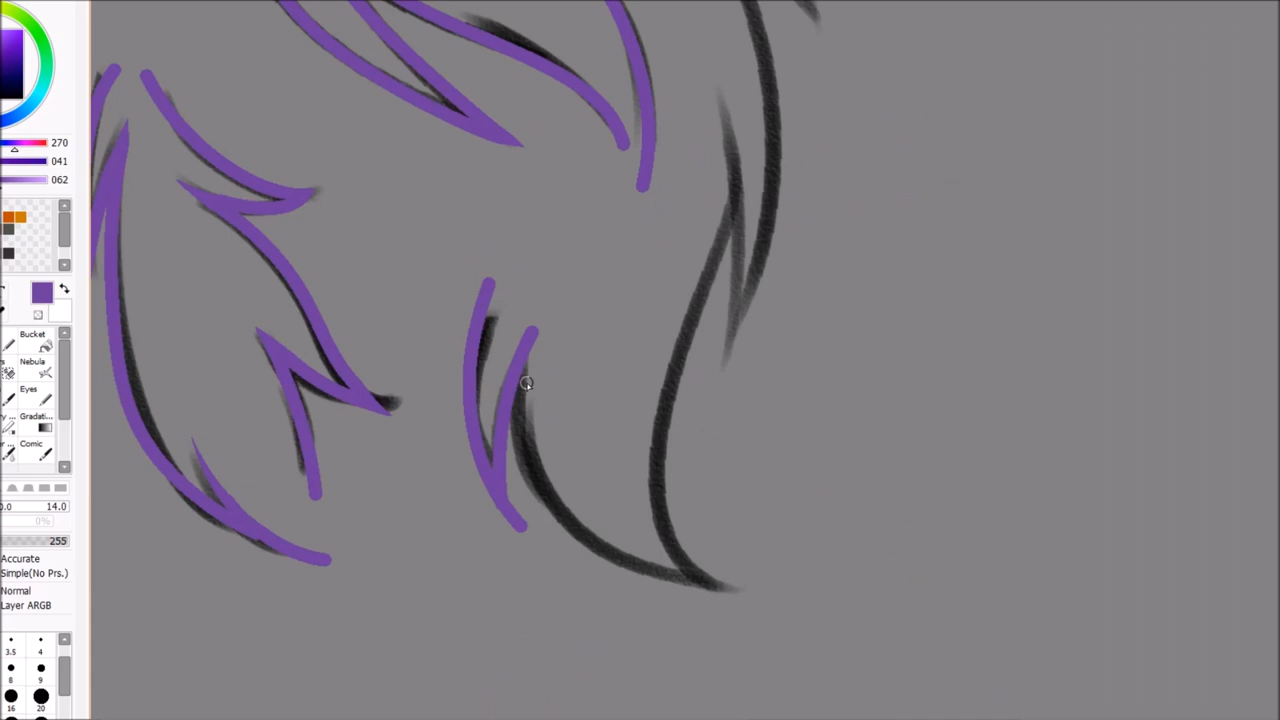 270
041
062
Bucket
Nebula
Eyes
Gradati...
Comic
14.0
0%
255
Accurate
Simple(No Prs.)
Normal
Layer ARGB
3.5 4
8 9
16 20